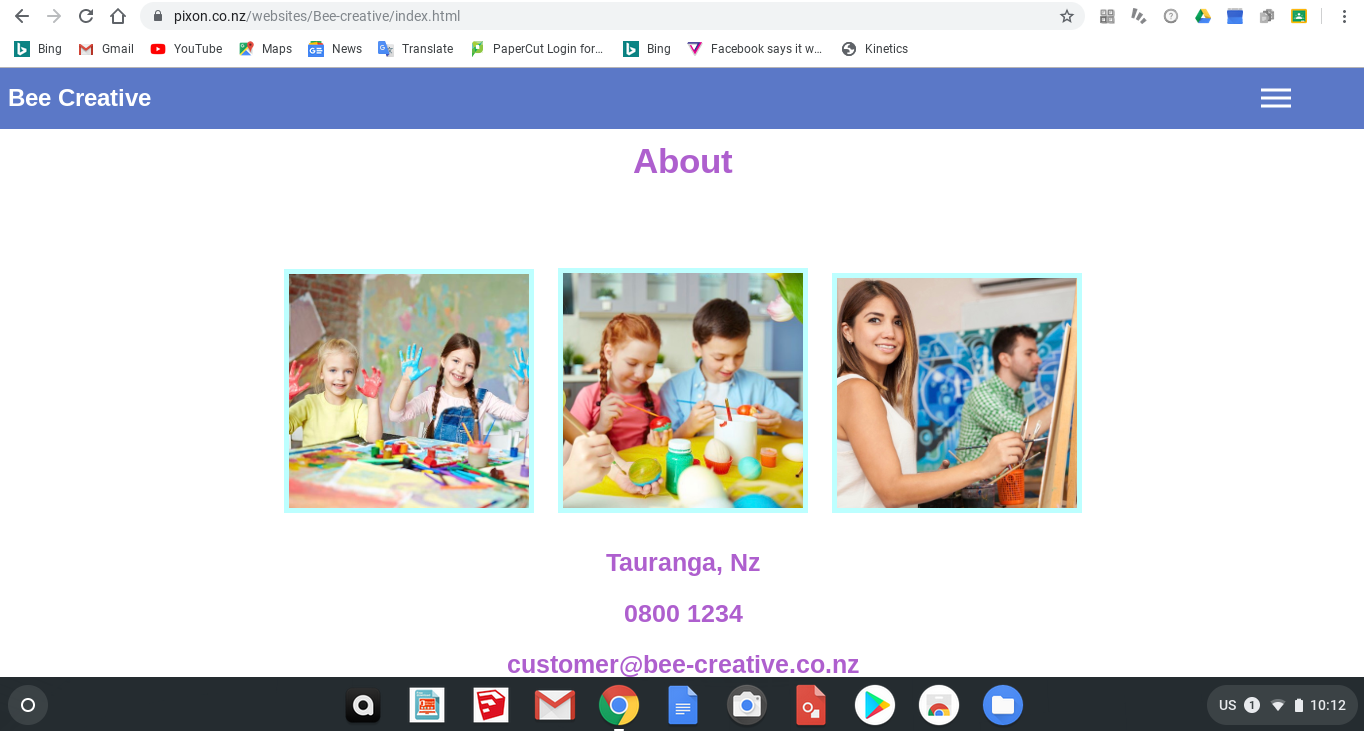 pixon.co.nz/websites/Bee-creative/index.html
Bing Gmail YouTube Maps News Translate PaperCut Login for... Bing Facebook says it w... Kinetics
Bee Creative
About
Tauranga, Nz
0800 1234
customer@bee-creative.co.nz
US 1 10:12